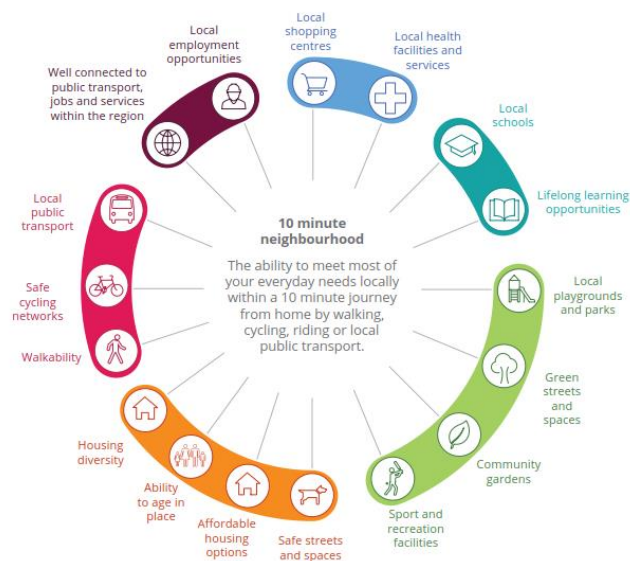 10 minute
neighbourhood
The ability to meet most of
your everyday needs locally
within a 10 minute journey
from home by walking,
cycling, riding or local
public transport.
Local
shopping
centres
Local health
facilities and
services
Local
schools
Lifelong learning
opportunities
Local
playgrounds
and parks
Green
streets
and
spaces
Community
gardens
Sport and
recreation
facilities
Safe streets
and spaces
Affordable
housing
options
Ability
to age in
place
Housing
diversity
Walkability
Safe
cycling
networks
Local
public
transport
Well connected to
public transport,
jobs and services
within the region
Local
employment
opportunities